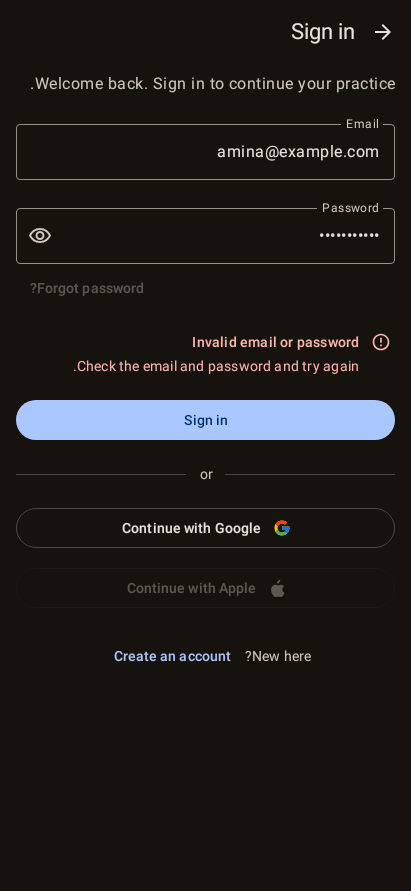 Sign in
.Welcome back. Sign in to continue your practice
Email
amina@example.com
Password
•••••••••••
?Forgot password
Invalid email or password
.Check the email and password and try again
Sign in
or
Continue with Google
Continue with Apple
Create an account ?New here